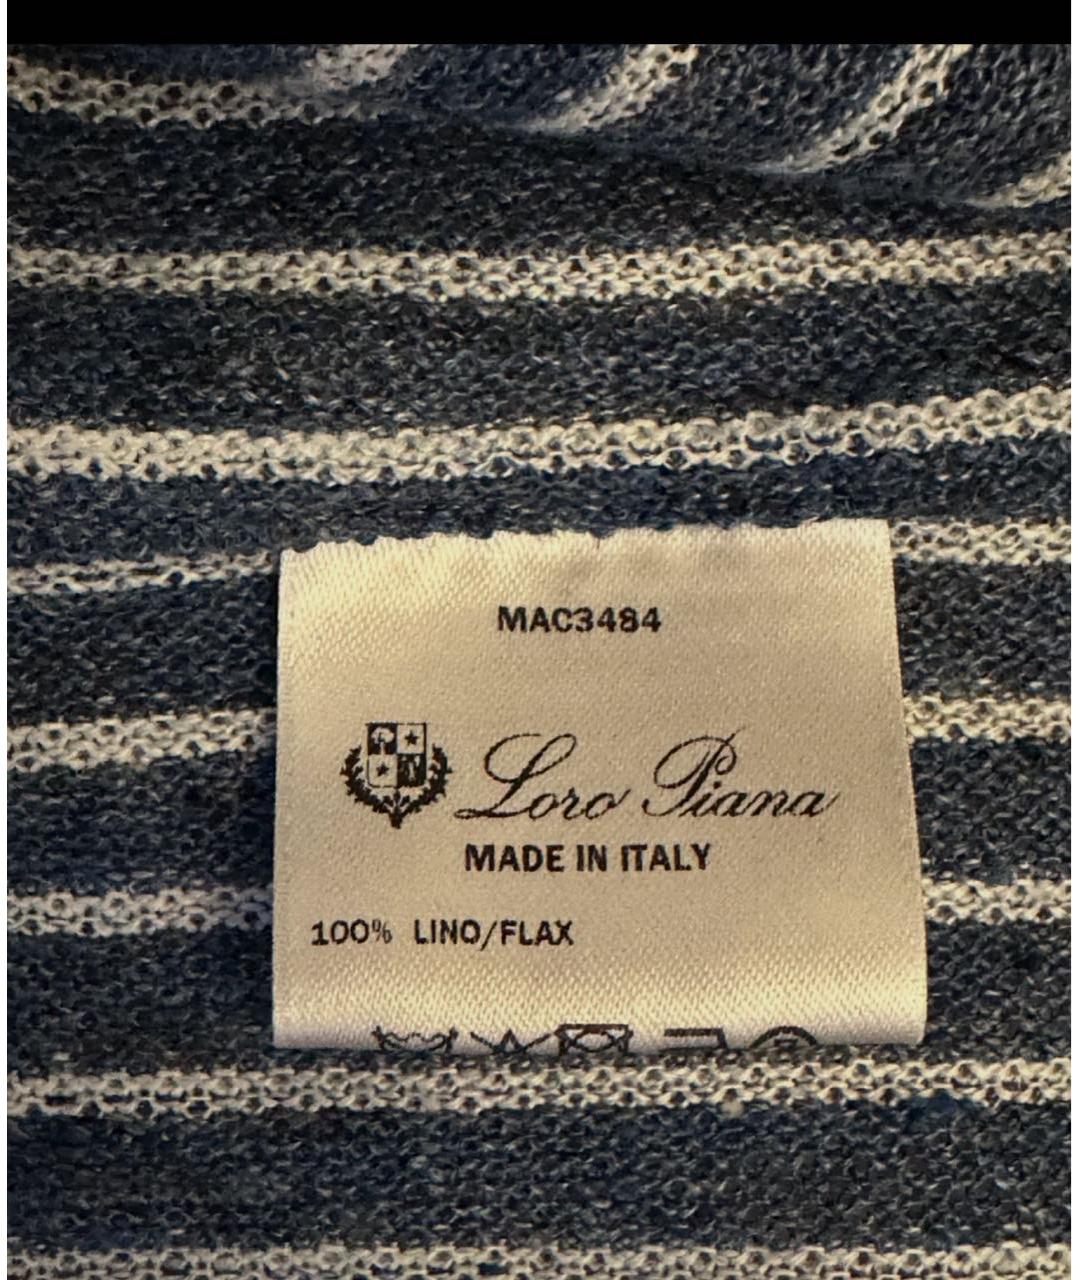 MAC3484
Loro Piana
MADE IN ITALY
100% LINO/FLAX